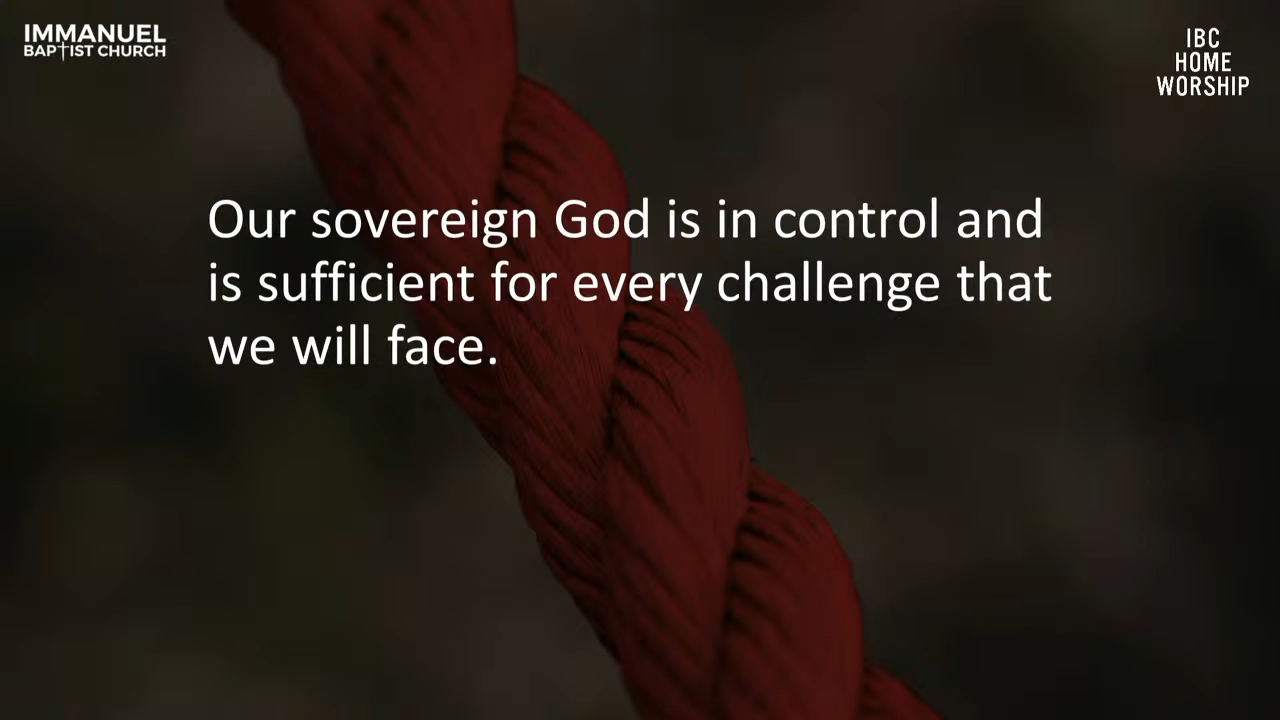 IMMANUEL
BAPTIST CHURCH
IBC
HOME
WORSHIP
Our sovereign God is in control and
is sufficient for every challenge that
we will face.